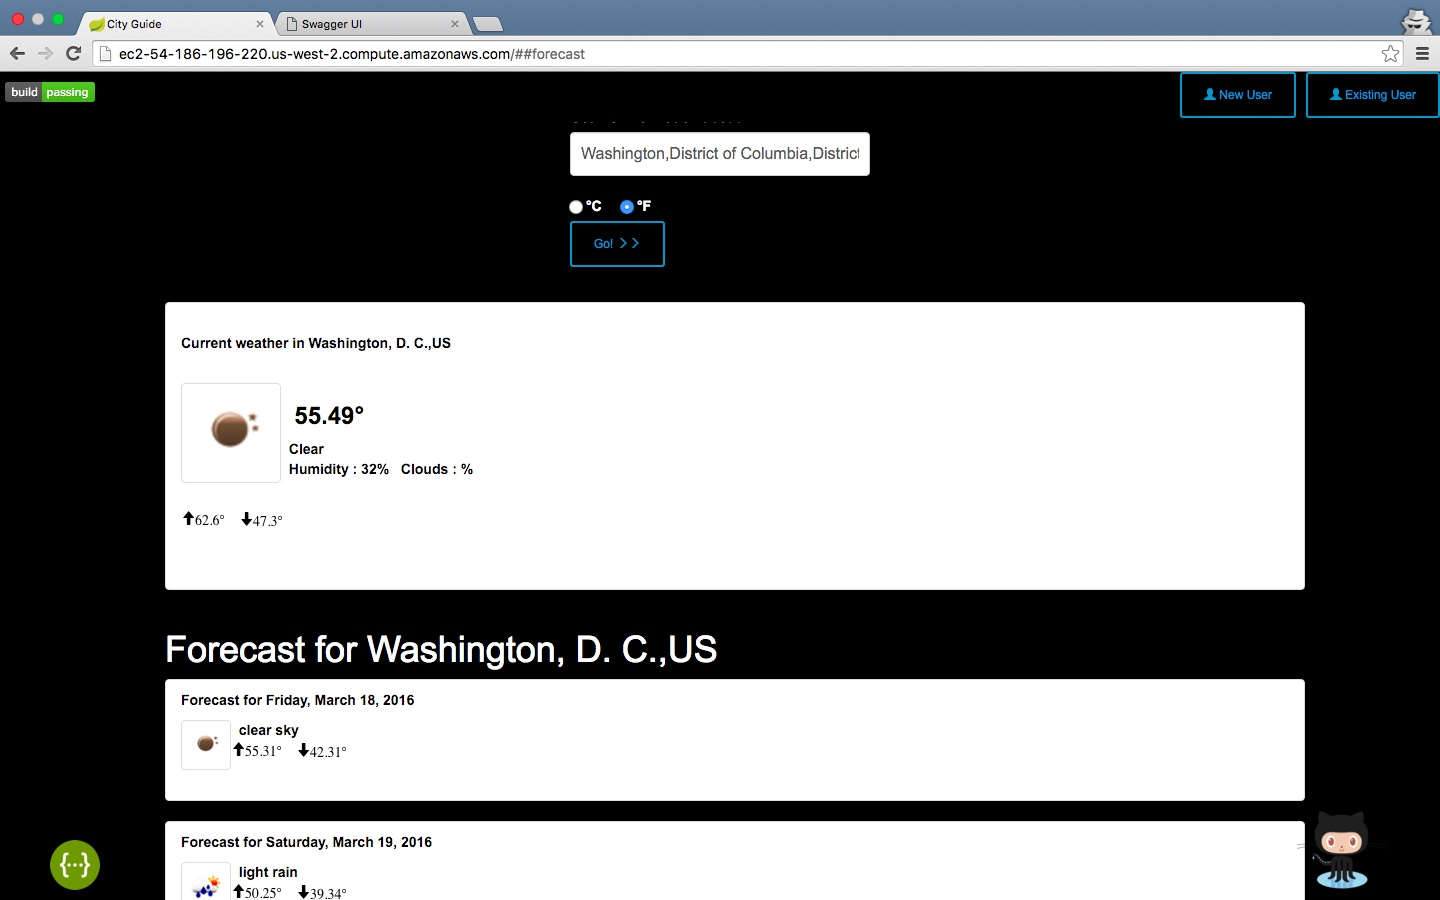 City Guide
Swagger UI
ec2-54-186-196-220.us-west-2.compute.amazonaws.com/##forecast
build passing
New User
Existing User
Washington,District of Columbia,District
°C °F
Go!
Current weather in Washington, D. C.,US
55.49°
Clear
Humidity : 32% Clouds : %
62.6° 47.3°
Forecast for Washington, D. C.,US
Forecast for Friday, March 18, 2016
clear sky
55.31° 42.31°
Forecast for Saturday, March 19, 2016
light rain
50.25° 39.34°
{···}